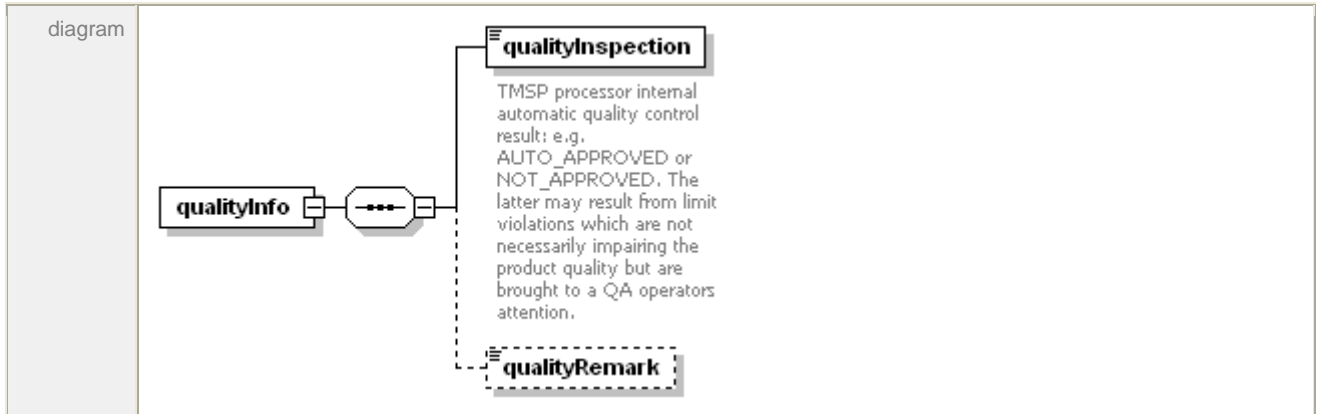 diagram
qualityInfo
qualityInspection
TMSP processor internal
automatic quality control
result: e.g.
AUTO_APPROVED or
NOT_APPROVED. The
latter may result from limit
violations which are not
necessarily impairing the
product quality but are
brought to a QA operators
attention.
qualityRemark